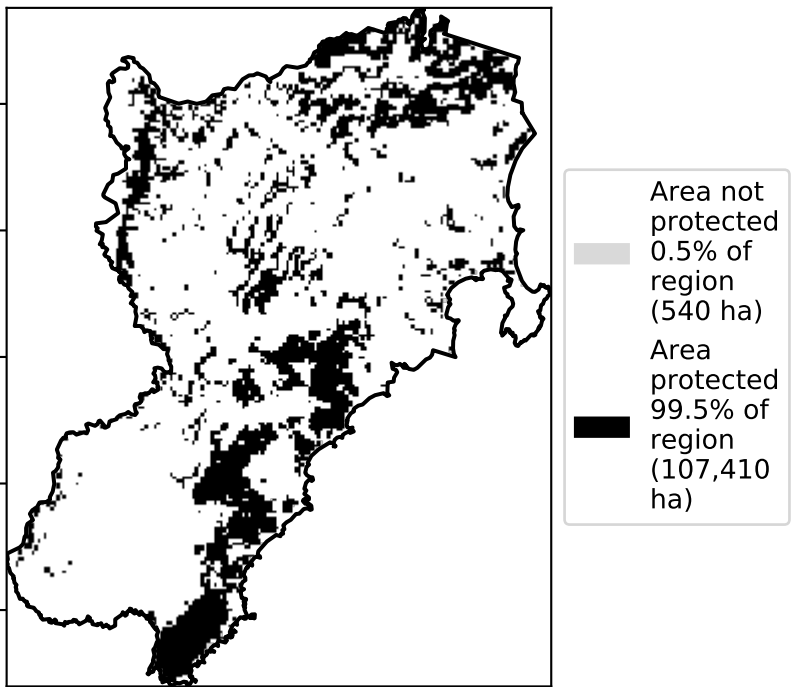 Area not
protected
0.5% of
region
(540 ha)
Area
protected
99.5% of
region
(107,410
ha)